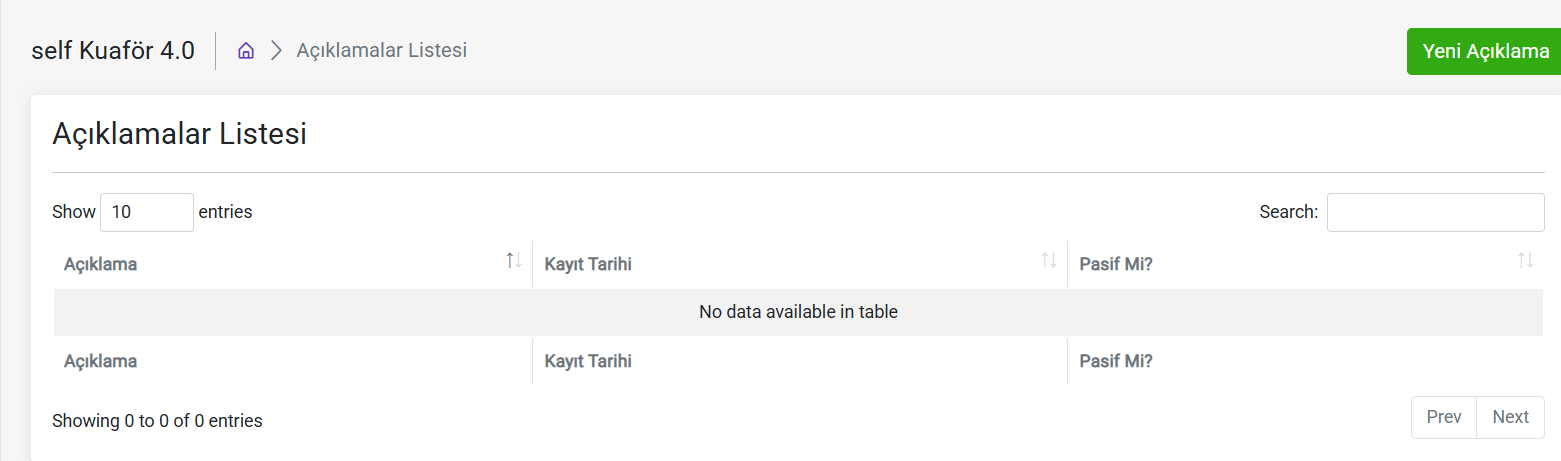 self Kuaför 4.0 Açıklamalar Listesi Yeni Açıklama
Açıklamalar Listesi
Show 10 entries Search:
Açıklama Kayıt Tarihi Pasif Mi?
No data available in table
Açıklama Kayıt Tarihi Pasif Mi?
Showing 0 to 0 of 0 entries Prev Next